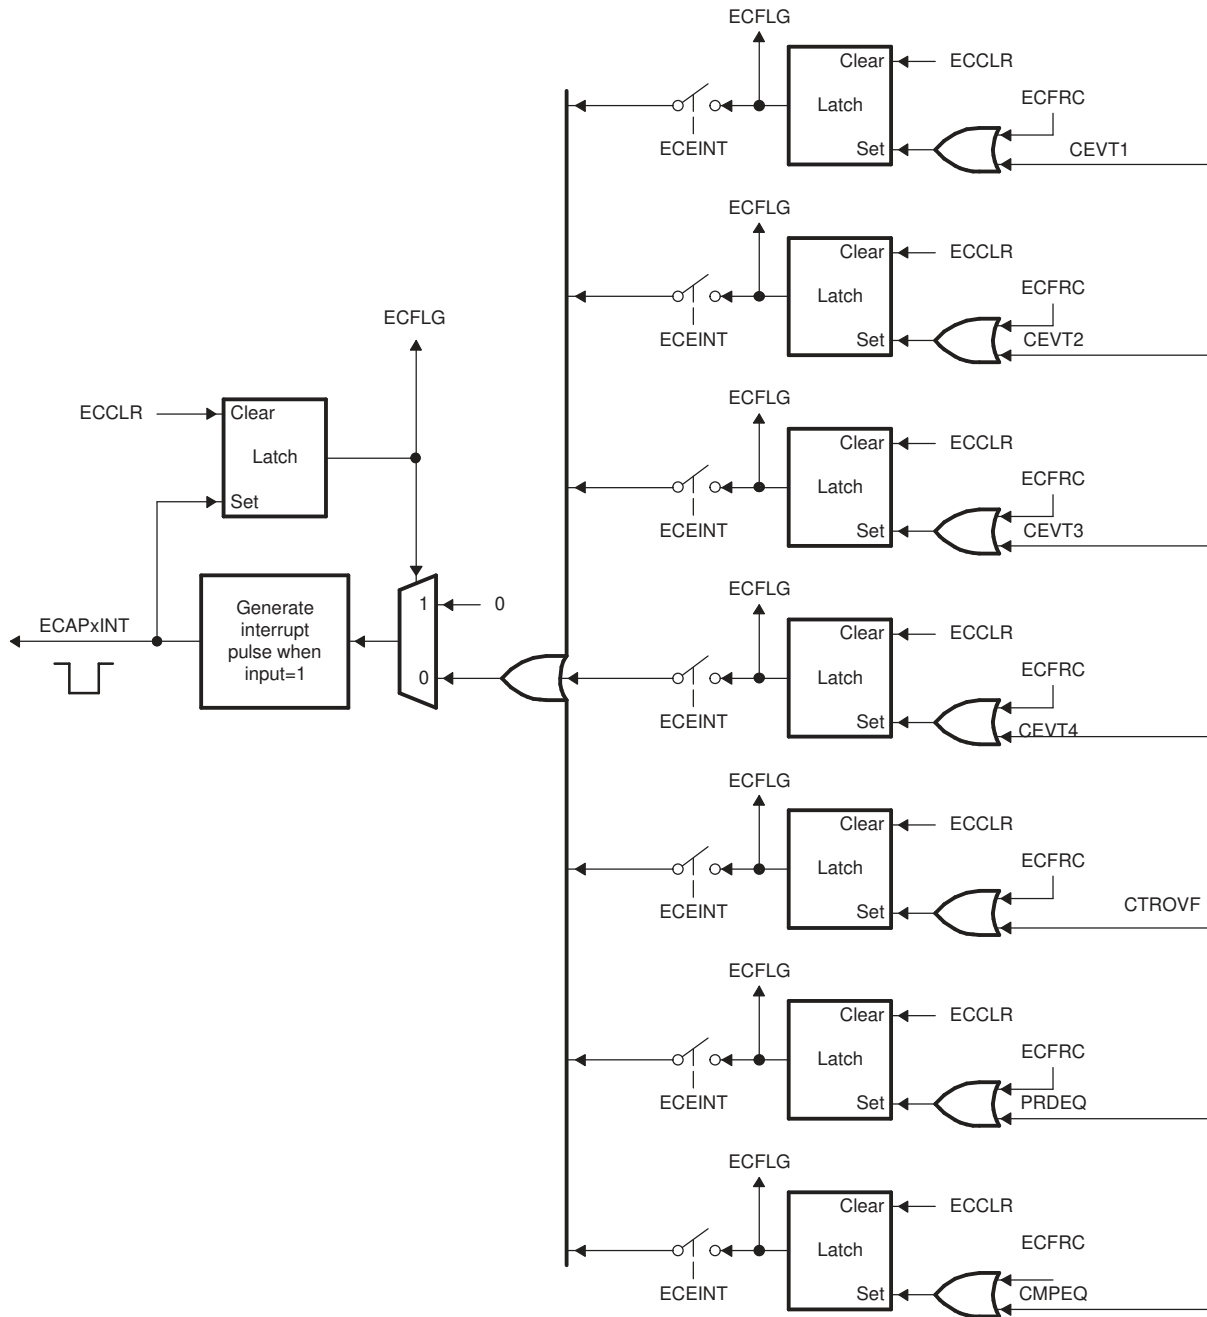 ECFLG
Clear
ECCLR
ECFRC
Latch
CEVT1
Set
ECEINT
ECFLG
Clear
ECCLR
ECFRC
Latch
CEVT2
Set
ECEINT
ECFLG
ECCLR
Clear
Latch
Set
ECFLG
Clear
ECCLR
ECFRC
Latch
CEVT3
Set
ECEINT
ECAPxINT
Generate
interrupt
pulse when
input=1
1
0
0
ECFLG
Clear
ECCLR
ECFRC
Latch
CEVT4
Set
ECEINT
ECFLG
Clear
ECCLR
ECFRC
Latch
CTROVF
Set
ECEINT
ECFLG
Clear
ECCLR
ECFRC
Latch
PRDEQ
Set
ECEINT
ECFLG
Clear
ECCLR
ECFRC
Latch
CMPEQ
Set
ECEINT